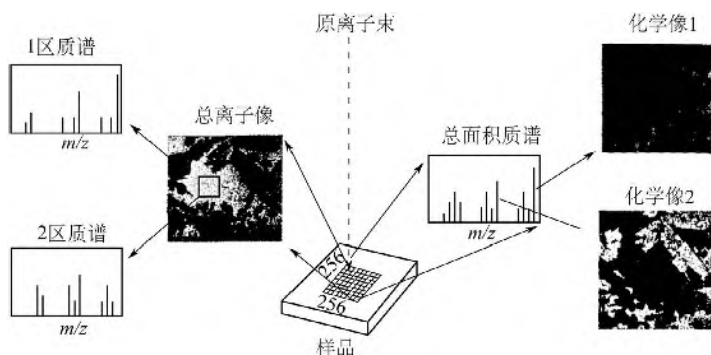 原离子束
化学像1
1区质谱
总离子像
总面积质谱
m/z
m/z
化学像2
2区质谱
256
256
m/z
样品